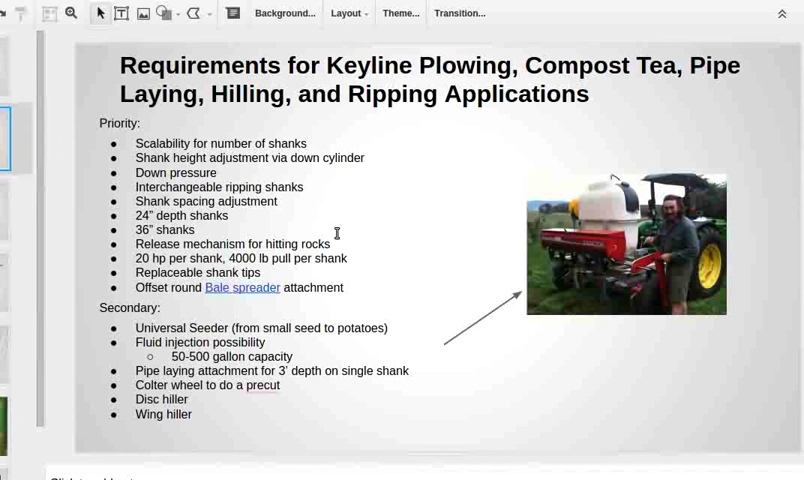 Background...
Layout
Theme...
Transition...
Requirements for Keyline Plowing, Compost Tea, Pipe
Laying, Hilling, and Ripping Applications
Priority:
● Scalability for number of shanks
● Shank height adjustment via down cylinder
● Down pressure
● Interchangeable ripping shanks
● Shank spacing adjustment
● 24” depth shanks
● 36” shanks
● Release mechanism for hitting rocks
● 20 hp per shank, 4000 lb pull per shank
● Replaceable shank tips
● Offset round Bale spreader attachment
Secondary:
● Universal Seeder (from small seed to potatoes)
● Fluid injection possibility
○ 50-500 gallon capacity
● Pipe laying attachment for 3’ depth on single shank
● Colter wheel to do a precut
● Disc hiller
● Wing hiller